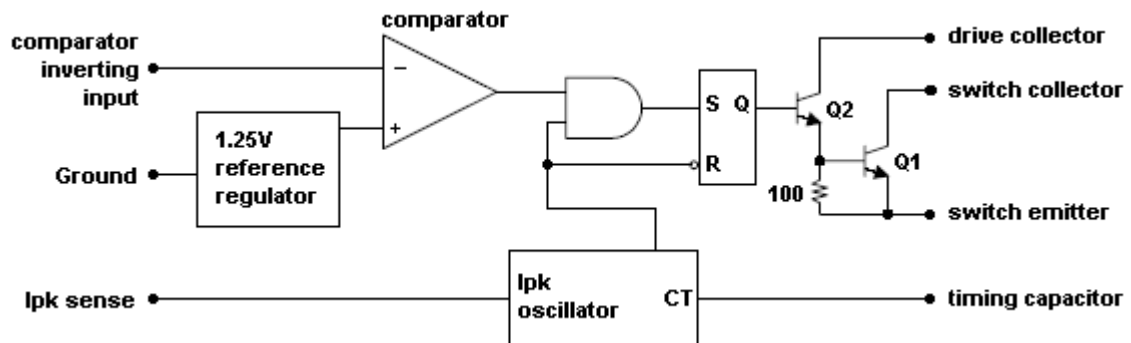 comparator
comparator
inverting
input
drive collector
−
+
S
Q
Q2
switch collector
1.25V
reference
regulator
R
Q1
Ground
100
switch emitter
Ipk
oscillator
CT
Ipk sense
timing capacitor